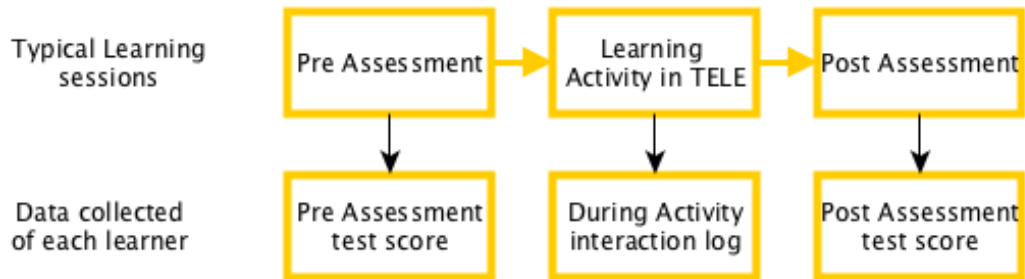 Typical Learning
sessions
Pre Assessment
Learning
Activity in TELE
Post Assessment
Data collected
of each learner
Pre Assessment
test score
During Activity
interaction log
Post Assessment
test score